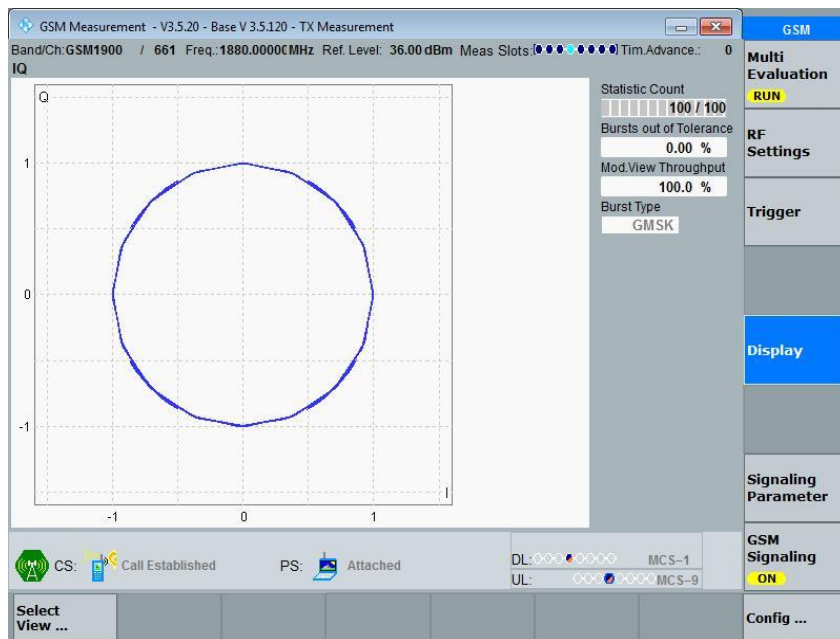 GSM Measurement - V3.5.20 - Base V 3.5.120 - TX Measurement
GSM
Band/Ch:GSM1900 / 661 Freq.:1880.0000(MHz Ref. Level: 36.00 dBm Meas Slots: Tim.Advance.: 0
IQ
Multi
Evaluation
RUN
Q
Statistic Count
100 / 100
Bursts out of Tolerance
0.00 %
RF
Settings
Mod.View Throughput
100.0 %
1
Burst Type
GMSK
Trigger
0
Display
-1
I
-1 0 1
Signaling
Parameter
CS: Call Established PS: Attached
DL: MCS-1
UL: MCS-9
GSM
Signaling
ON
Select
View ...
Config ...